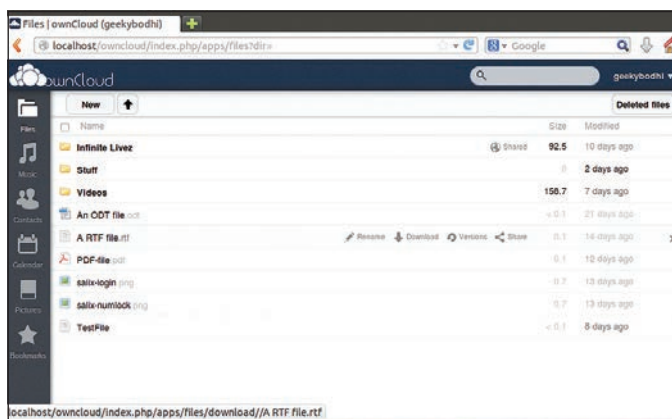 Files | ownCloud (geekybodhi)
localhost/owncloud/index.php/apps/files?dir=
Google
ownCloud
geekybodhi
New
Deleted files
Files
Name
Size
Modified
Infinite Livez
Shared
92.5
10 days ago
Music
Stuff
0
2 days ago
Videos
158.7
7 days ago
Contacts
An ODT file.odt
< 0.1
21 days ago
A RTF file.rtf
Rename
Download
Versions
Share
0.1
14 days ago
Calendar
PDF-file.pdf
0.1
12 days ago
salix-login.png
0.7
13 days ago
Pictures
salix-numlock.png
0.7
13 days ago
TestFile
< 0.1
8 days ago
Bookmarks
localhost/owncloud/index.php/apps/files/download//A RTF file.rtf